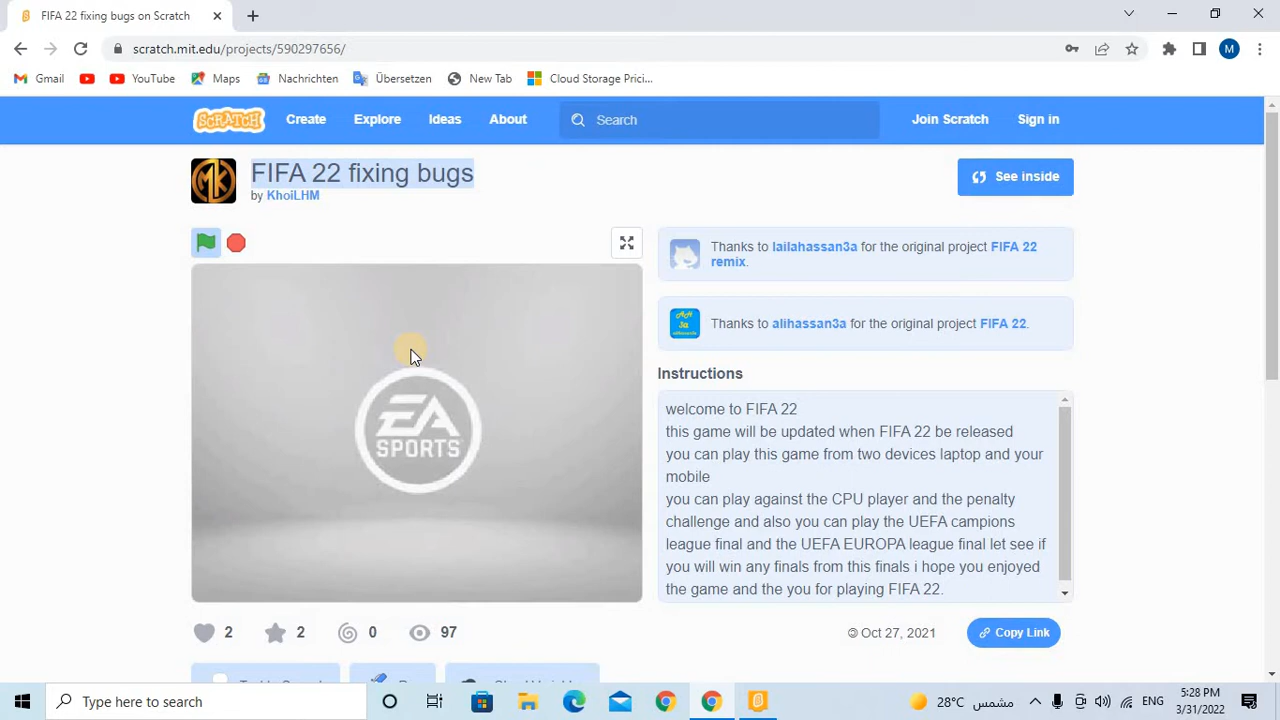 FIFA 22 fixing bugs on Scratch
scratch.mit.edu/projects/590297656/
M
Gmail
YouTube
Maps
Nachrichten
Übersetzen
New Tab
Cloud Storage Prici...
SCRATCH
Create
Explore
Ideas
About
Search
Join Scratch
Sign in
MK
FIFA 22 fixing bugs
by KhoiLHM
See inside
Thanks to lailahassan3a for the original project FIFA 22
remix.
Thanks to alihassan3a for the original project FIFA 22.
EA
SPORTS
Instructions
welcome to FIFA 22
this game will be updated when FIFA 22 be released
you can play this game from two devices laptop and your
mobile
you can play against the CPU player and the penalty
challenge and also you can play the UEFA campions
league final and the UEFA EUROPA league final let see if
you will win any finals from this finals i hope you enjoyed
the game and the you for playing FIFA 22.
2
2
0
97
Oct 27, 2021
Copy Link
Type here to search
28°C مشمس
ENG
5:28 PM
3/31/2022